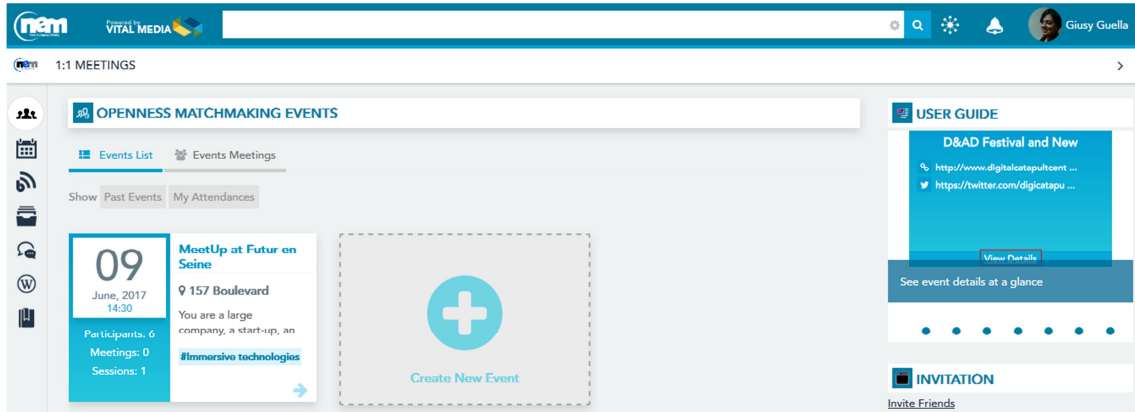 nem
Powered by
VITAL MEDIA
Giusy Guella
nem
1:1 MEETINGS
OPENNESS MATCHMAKING EVENTS
Events List
Events Meetings
Show Past Events My Attendances
09
June, 2017
14:30
Participants: 6
Meetings: 0
Sessions: 1
MeetUp at Futur en
Seine
157 Boulevard
You are a large
company, a start-up, an
#Immersive technologies
Create New Event
USER GUIDE
D&AD Festival and New
http://www.digitalcatapultcent ...
https://twitter.com/digicatapu ...
View Details
See event details at a glance
INVITATION
Invite Friends